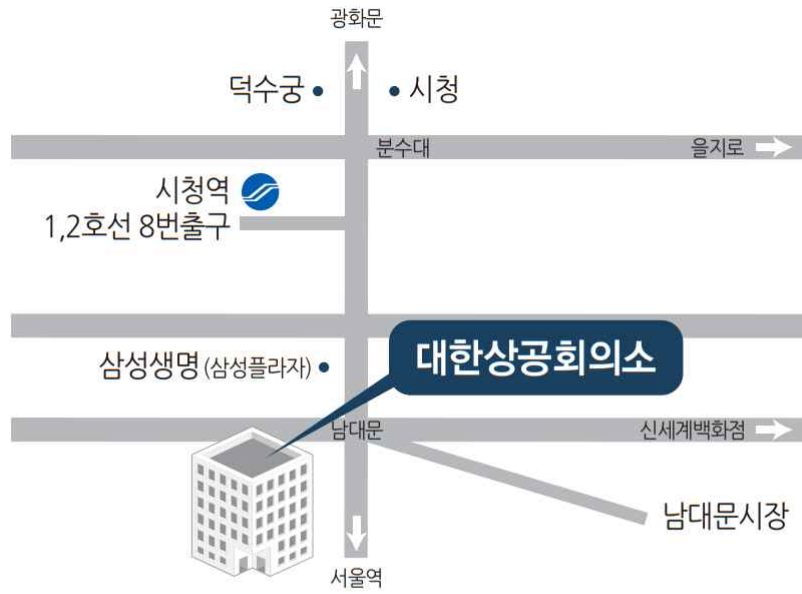 광화문
덕수궁
시청
분수대
을지로
시청역
1,2호선 8번출구
삼성생명 (삼성플라자)
대한상공회의소
남대문
신세계백화점
남대문시장
서울역